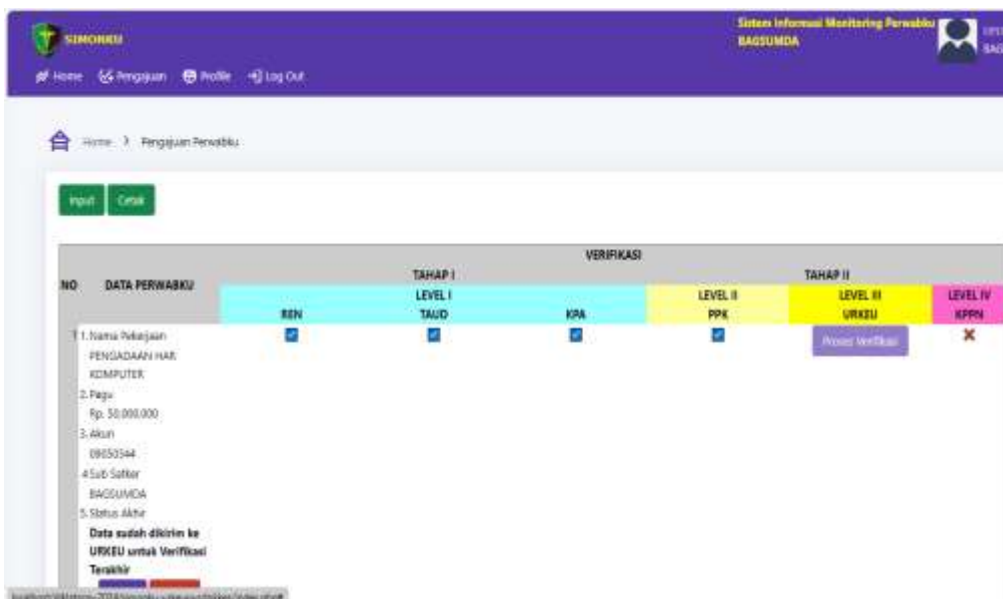 SIMONKU
Sistem Informasi Monitoring Perwabku
BAGSUMDA
Home Pengajuan Profile Log Out
Home > Pengajuan Perwabku
Input Cetak
VERIFIKASI
NO DATA PERWABKU TAHAP I TAHAP II
LEVEL I LEVEL II LEVEL III LEVEL IV
REN TAUD KPA PPK URKEU KPPN
1 1. Nama Pekerjaan Proses Verifikasi
PENGADAAN HAR
KOMPUTER
2. Pagu
Rp. 50.000.000
3. Akun
4 Sub Satker
BAGSUMDA
5. Status Akhir
Data sudah dikirim ke
URKEU untuk Verifikasi
Terakhir